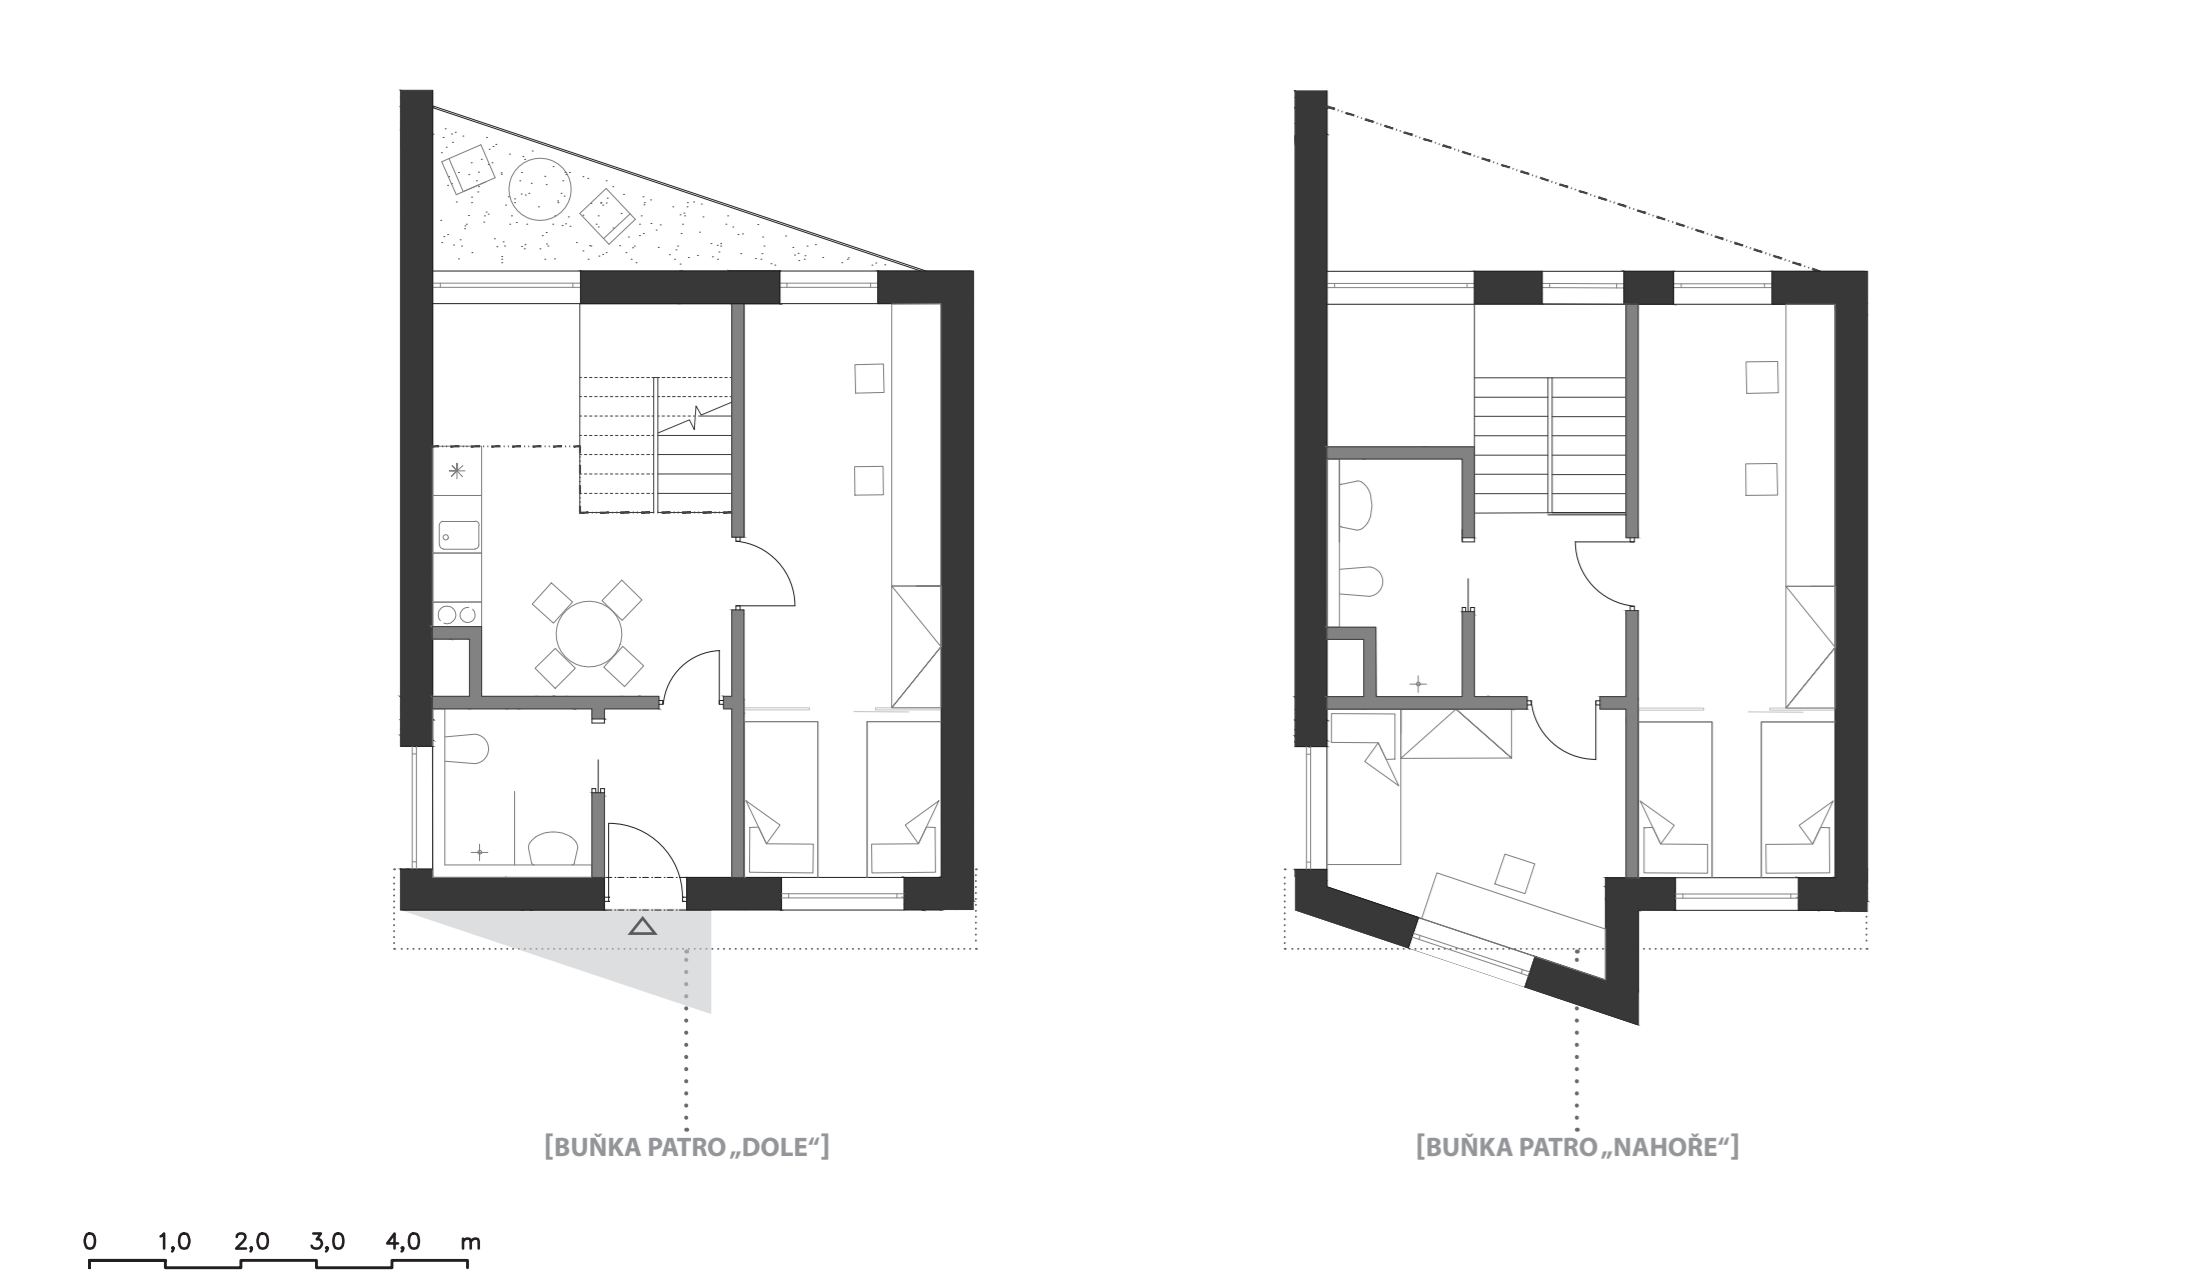 [BUŇKA PATRO „DOLE“]
[BUŇKA PATRO „NAHOŘE“]
0 1,0 2,0 3,0 4,0 m